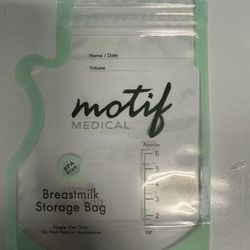 Name / Date
Volume
motif
MEDICAL
Approx.
6
5
BPA
Free
4
3
Breastmilk
Storage Bag
2
Single Use Only
Do Not Heat in Microwave
oz